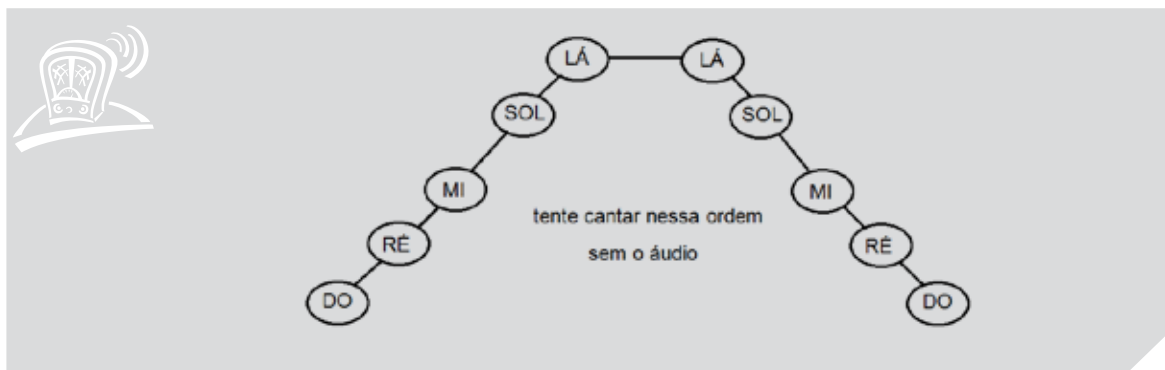 LÁ LÁ
SOL SOL
MI MI
tente cantar nessa ordem
RÉ RÉ
sem o áudio
DO DO